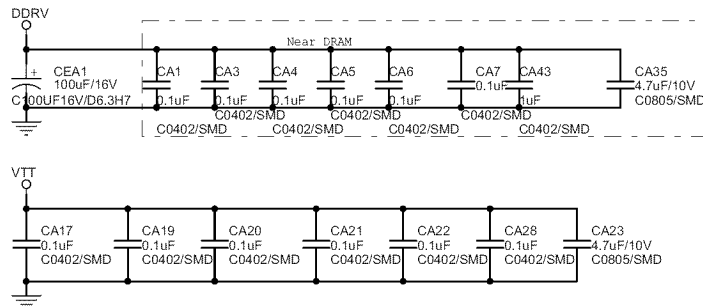 DDRV
Near DRAM
CEA1
100uF/16V
C100UF16V/D6.3H7
CA1
0.1uF
C0402/SMD
CA3
0.1uF
C0402/SMD
CA4
0.1uF
C0402/SMD
CA5
0.1uF
C0402/SMD
CA6
0.1uF
C0402/SMD
CA7
0.1uF
C0402/SMD
CA43
1uF
C0402/SMD
CA35
4.7uF/10V
C0805/SMD
VTT
CA17
0.1uF
C0402/SMD
CA19
0.1uF
C0402/SMD
CA20
0.1uF
C0402/SMD
CA21
0.1uF
C0402/SMD
CA22
0.1uF
C0402/SMD
CA28
0.1uF
C0402/SMD
CA23
4.7uF/10V
C0805/SMD